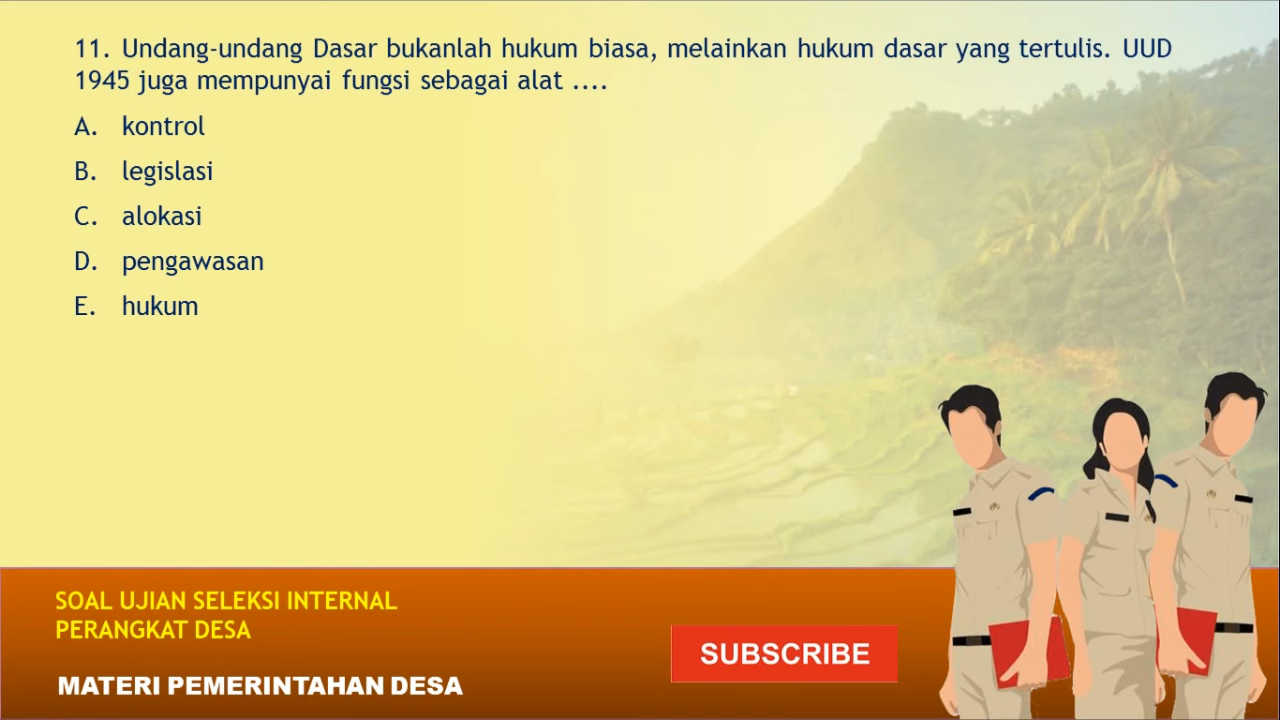 11. Undang-undang Dasar bukanlah hukum biasa, melainkan hukum dasar yang tertulis. UUD
1945 juga mempunyai fungsi sebagai alat ....
A. kontrol
B. legislasi
C. alokasi
D. pengawasan
E. hukum
SOAL UJIAN SELEKSI INTERNAL
PERANGKAT DESA
SUBSCRIBE
MATERI PEMERINTAHAN DESA